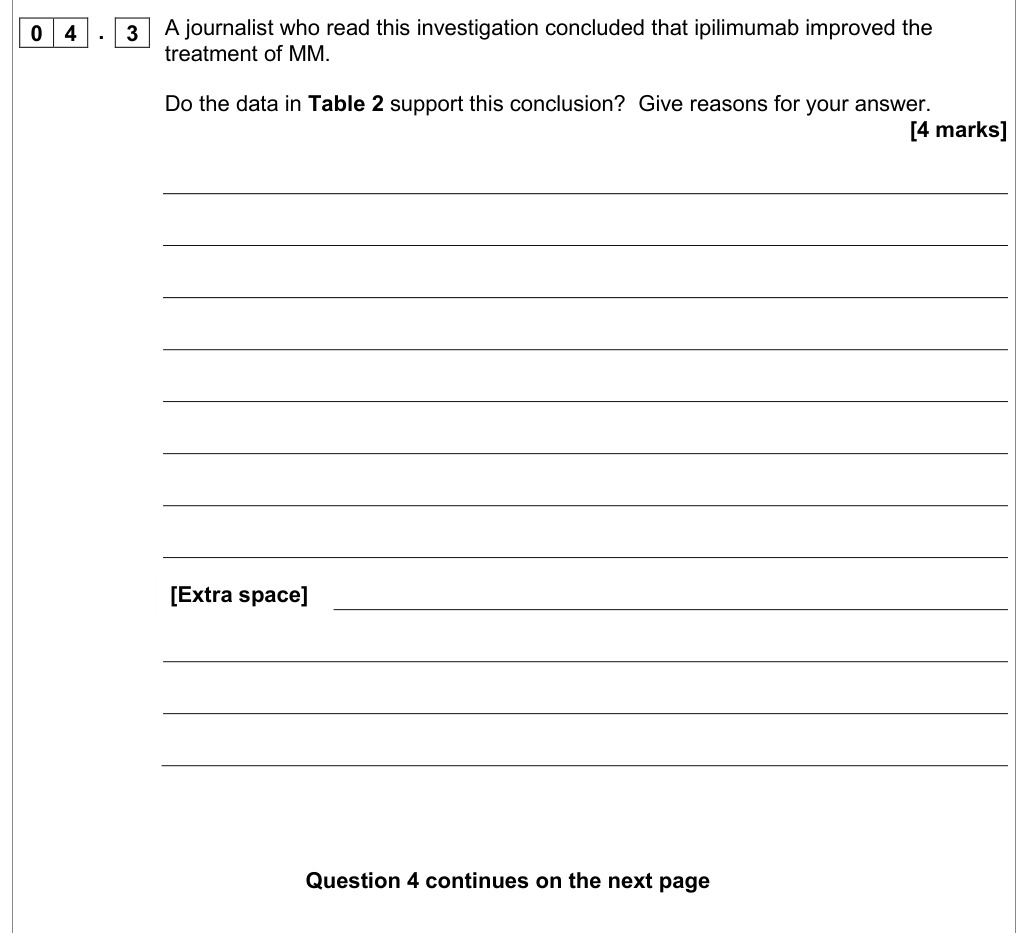 0 4 . 3 A journalist who read this investigation concluded that ipilimumab improved the
treatment of MM.
Do the data in Table 2 support this conclusion? Give reasons for your answer.
[4 marks]
[Extra space]
Question 4 continues on the next page